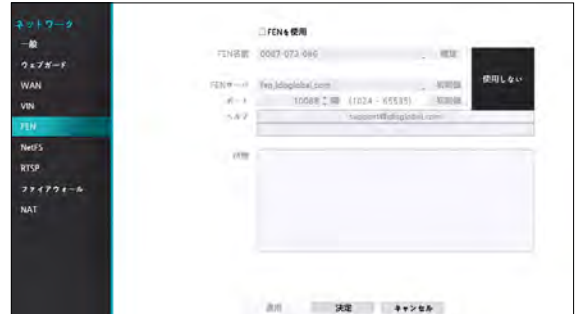 ネットワーク
一般
ウェブガード
WAN
VIN
FEN
NetFS
RTSP
ファイアウォール
NAT
□FENを使用
FEN名前 0087-073-086 確認
使用しない
FENサーバ fen.idisglobal.com 初期値
ポート 10088 (1024 - 65535) 初期値
ヘルプ support@idisglobal.com
状態
適用 決定 キャンセル